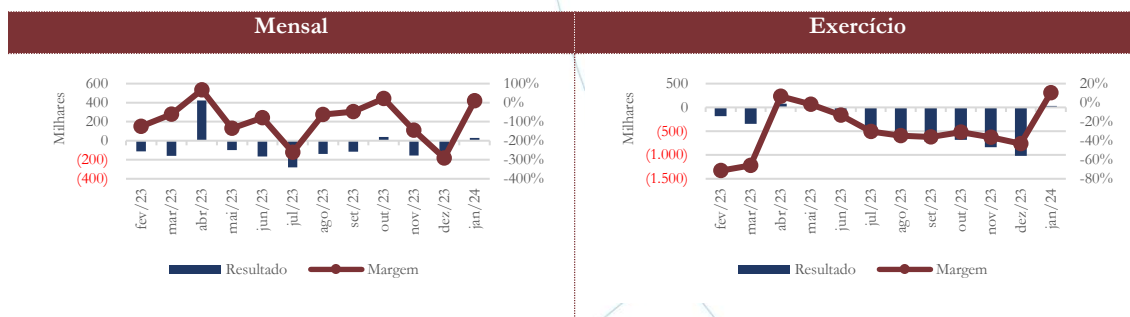 Mensal
Exercício
Milhares
600
400
200
0
(200)
(400)
100%
0%
-100%
-200%
-300%
-400%
fev/23
mar/23
abr/23
mai/23
jun/23
jul/23
ago/23
set/23
out/23
nov/23
dez/23
jan/24
Resultado
Margem
Milhares
500
0
(500)
(1.000)
(1.500)
20%
0%
-20%
-40%
-60%
-80%
fev/23
mar/23
abr/23
mai/23
jun/23
jul/23
ago/23
set/23
out/23
nov/23
dez/23
jan/24
Resultado
Margem